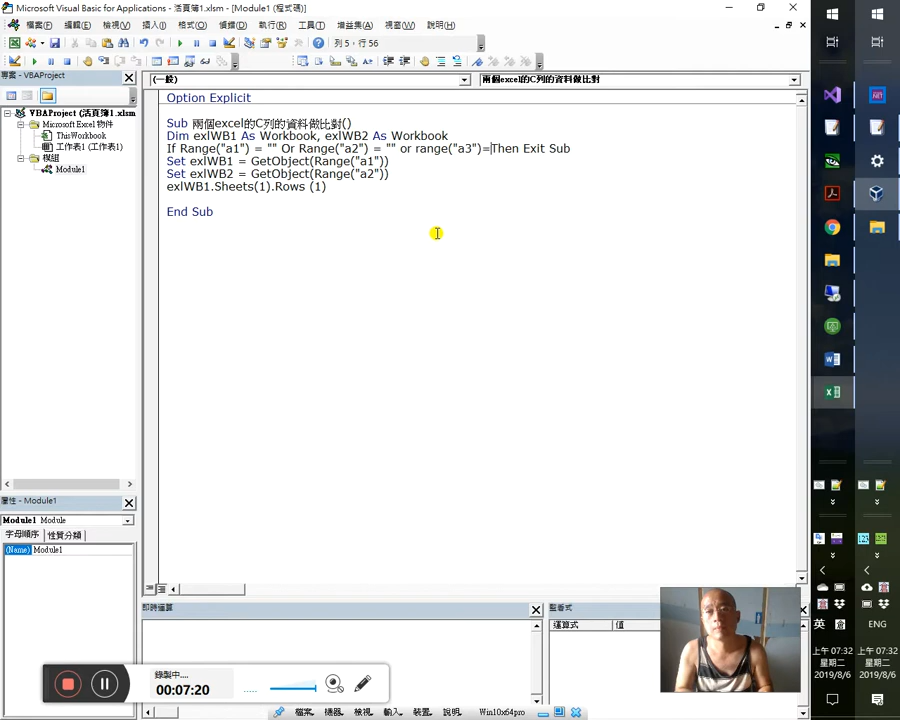 Microsoft Visual Basic for Applications - 活頁簿1.xlsm - [Module1 (程式碼)]
檔案(F) 編輯(E) 檢視(V) 插入(I) 格式(O) 偵錯(D) 執行(R) 工具(T) 增益集(A) 視窗(W) 說明(H)
列 5，行 56
專案 - VBAProject
(一般)
兩個excel的C列的資料做比對
VBAProject (活頁簿1.xlsm
Microsoft Excel 物件
ThisWorkbook
工作表1 (工作表1)
模組
Module1
Option Explicit
Sub 兩個excel的C列的資料做比對()
Dim exlWB1 As Workbook, exlWB2 As Workbook
If Range("a1") = "" Or Range("a2") = "" or range("a3")=Then Exit Sub
Set exlWB1 = GetObject(Range("a1"))
Set exlWB2 = GetObject(Range("a2"))
exlWB1.Sheets(1).Rows (1)
End Sub
屬性 - Module1
Module1 Module
字母順序 性質分類
(Name) Module1
即時運算
監看式
運算式 值
錄製中....
00:07:20
檔案 機器 檢視 輸入 裝置 說明 Win10x64pro
英
ENG
上午 07:32
星期二
2019/8/6
上午 07:32
星期二
2019/8/6